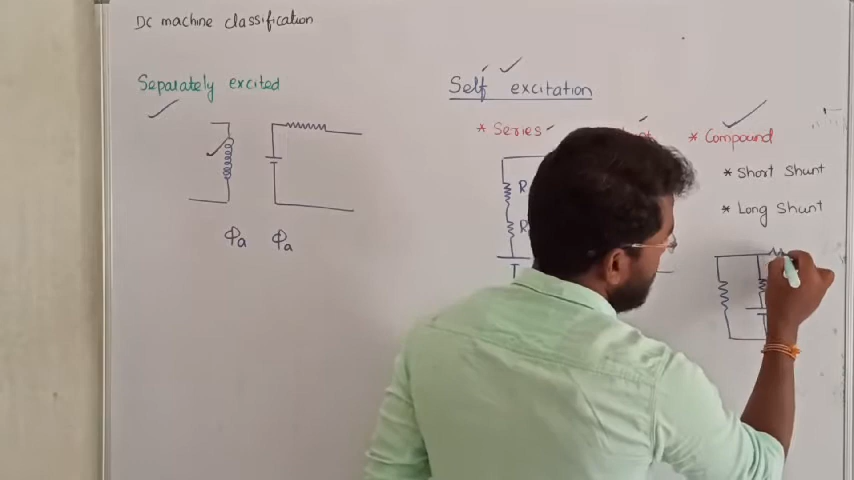 DC machine classification
Separately excited
Self excitation
* Series
* Compound
* Short Shunt
* Long Shunt
R
R
Φa Φa